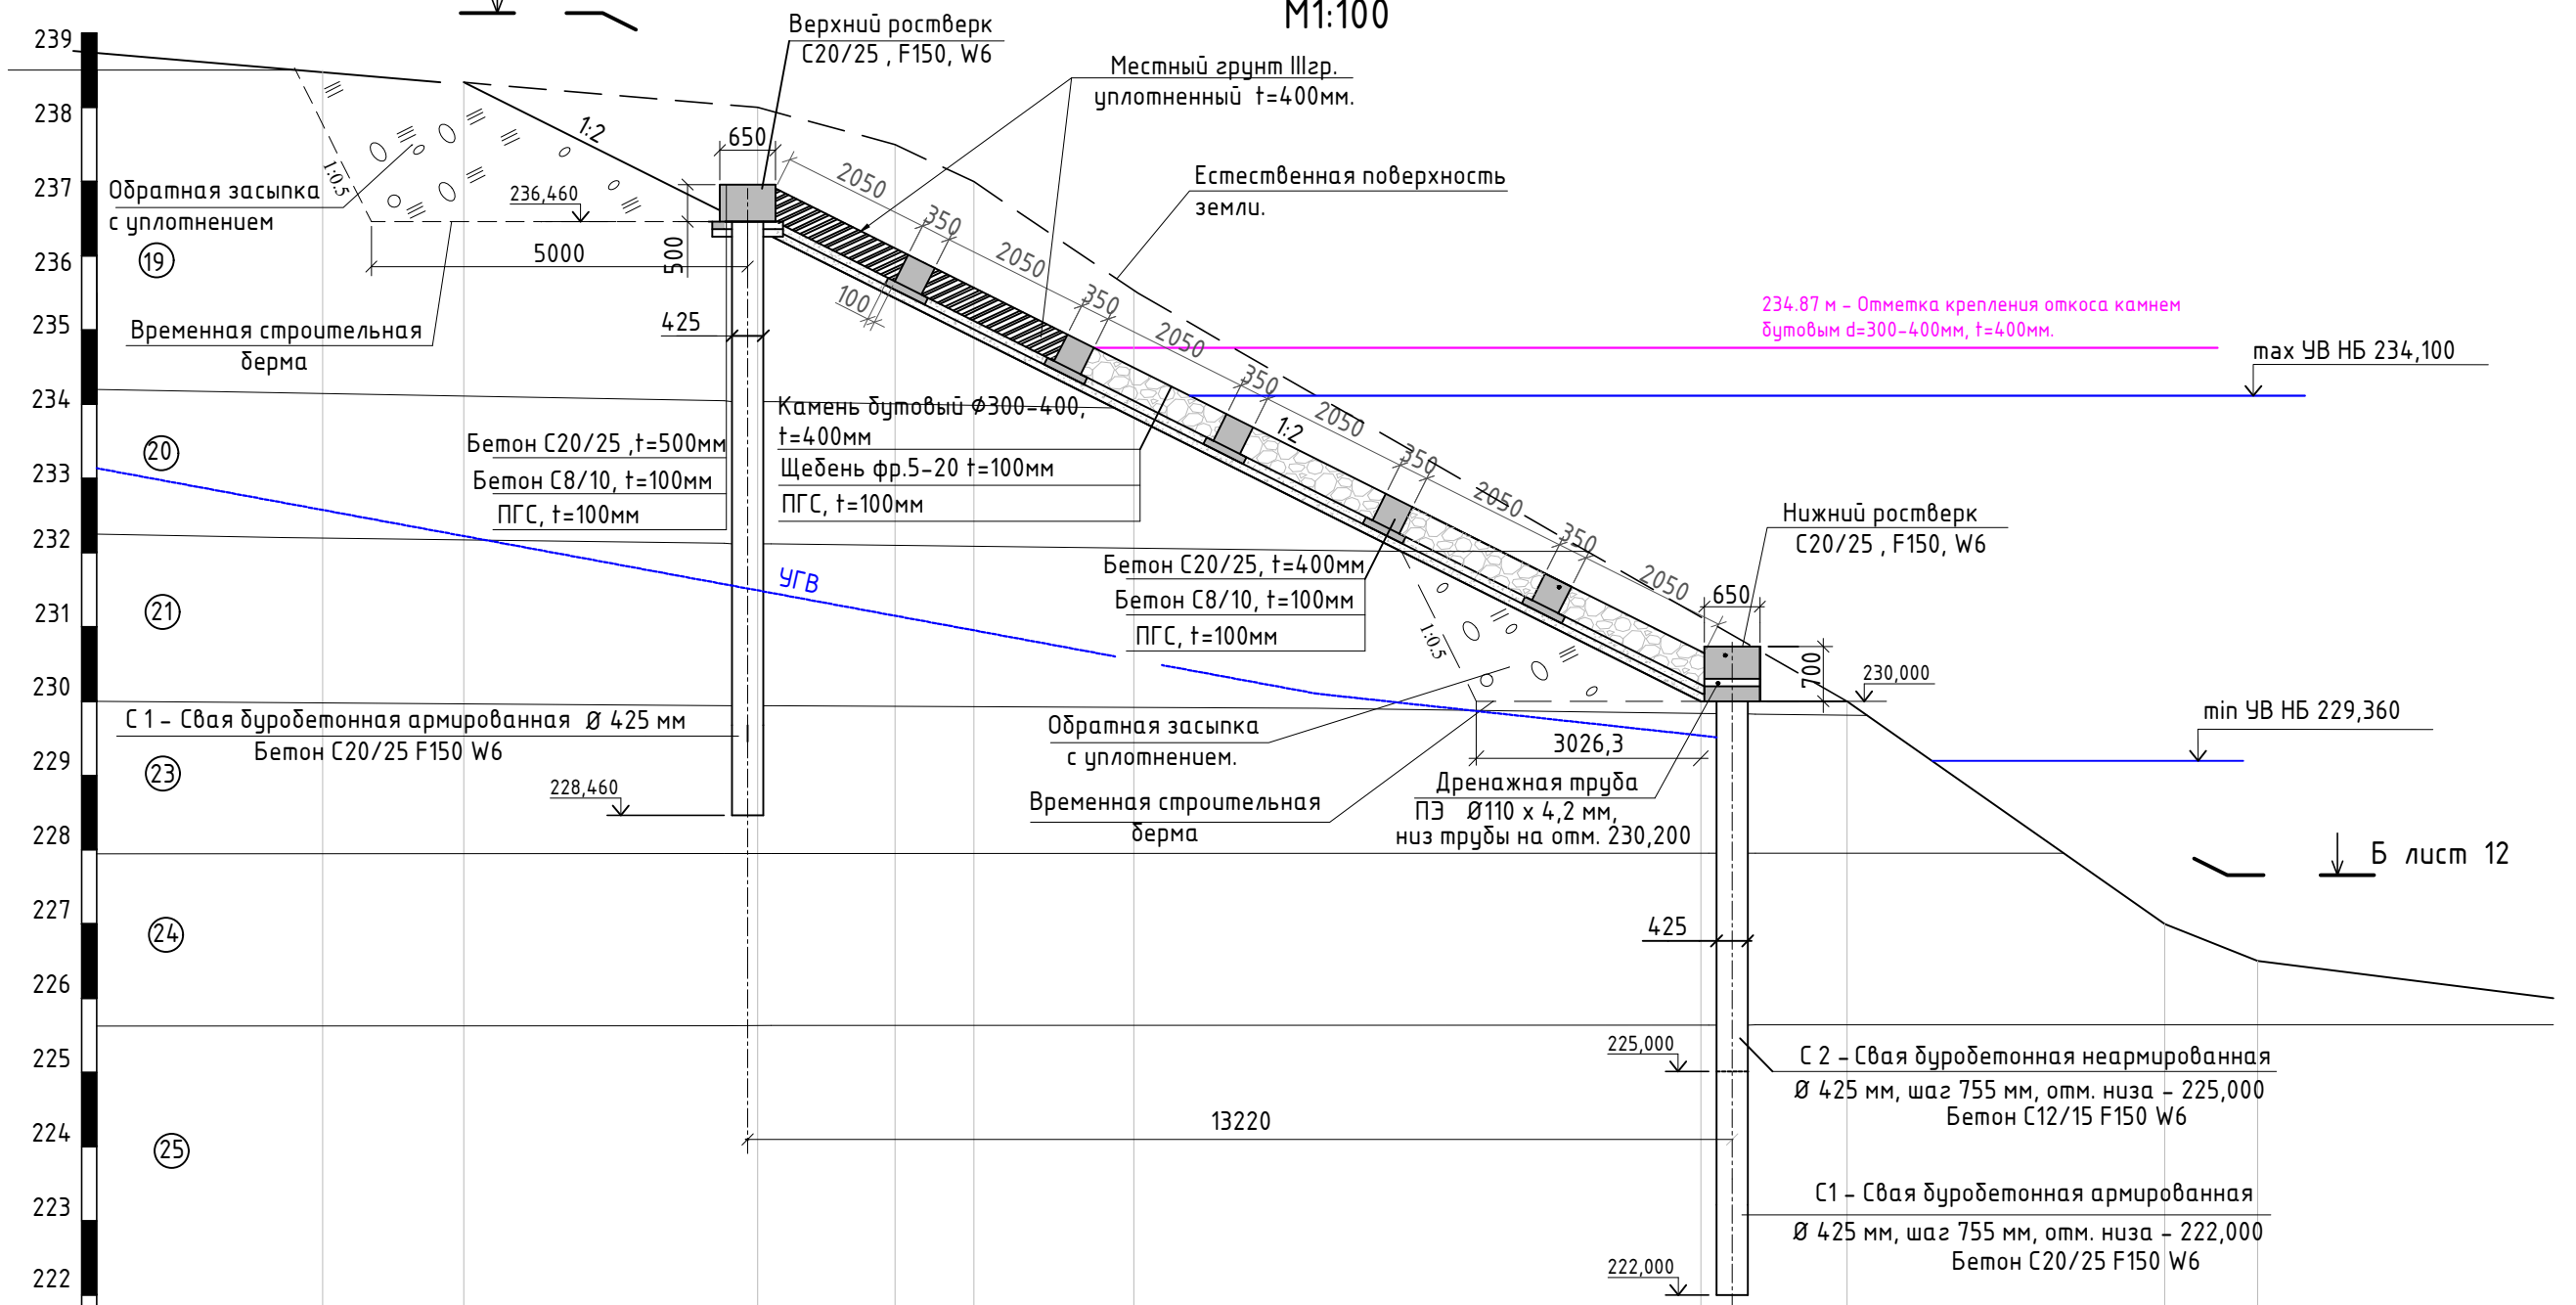 М1:100
Верхний ростверк
С20/25 , F150, W6
Местный грунт IIIгр.
уплотненный t=400мм.
Естественная поверхность
земли.
239
238
237
236
235
234
233
232
231
230
229
228
227
226
225
224
223
222
1:2
650
1:0.5
Обратная засыпка
с уплотнением
236,460
5000
500
19
Временная строительная
берма
425
100
2050
350
2050
350
2050
350
2050
350
2050
350
2050
1:2
234.87 м - Отметка крепления откоса камнем
бутовым d=300-400мм, t=400мм.
max УВ НБ 234,100
20
Бетон С20/25 ,t=500мм
Бетон С8/10, t=100мм
ПГС, t=100мм
Камень бутовый Ф300-400,
t=400мм
Щебень фр.5-20 t=100мм
ПГС, t=100мм
Нижний ростверк
С20/25 , F150, W6
УГВ
Бетон С20/25, t=400мм
Бетон С8/10, t=100мм
ПГС, t=100мм
21
1:0.5
650
700
230,000
С 1 - Свая буробетонная армированная Ø 425 мм
Бетон С20/25 F150 W6
Обратная засыпка
с уплотнением.
3026,3
min УВ НБ 229,360
23
228,460
Временная строительная
берма
Дренажная труба
ПЭ Ø110 х 4,2 мм,
низ трубы на отм. 230,200
Б лист 12
24
425
225,000
С 2 - Свая буробетонная неармированная
Ø 425 мм, шаг 755 мм, отм. низа - 225,000
Бетон С12/15 F150 W6
13220
25
С1 - Свая буробетонная армированная
Ø 425 мм, шаг 755 мм, отм. низа - 222,000
Бетон С20/25 F150 W6
222,000